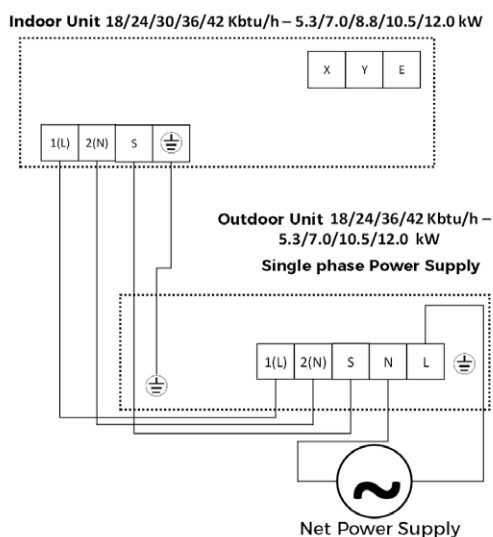 Indoor Unit 18/24/30/36/42 Kbtu/h – 5.3/7.0/8.8/10.5/12.0 kW
X Y E
1(L) 2(N) S
Outdoor Unit 18/24/36/42 Kbtu/h –
5.3/7.0/10.5/12.0 kW
Single phase Power Supply
1(L) 2(N) S N L
Net Power Supply